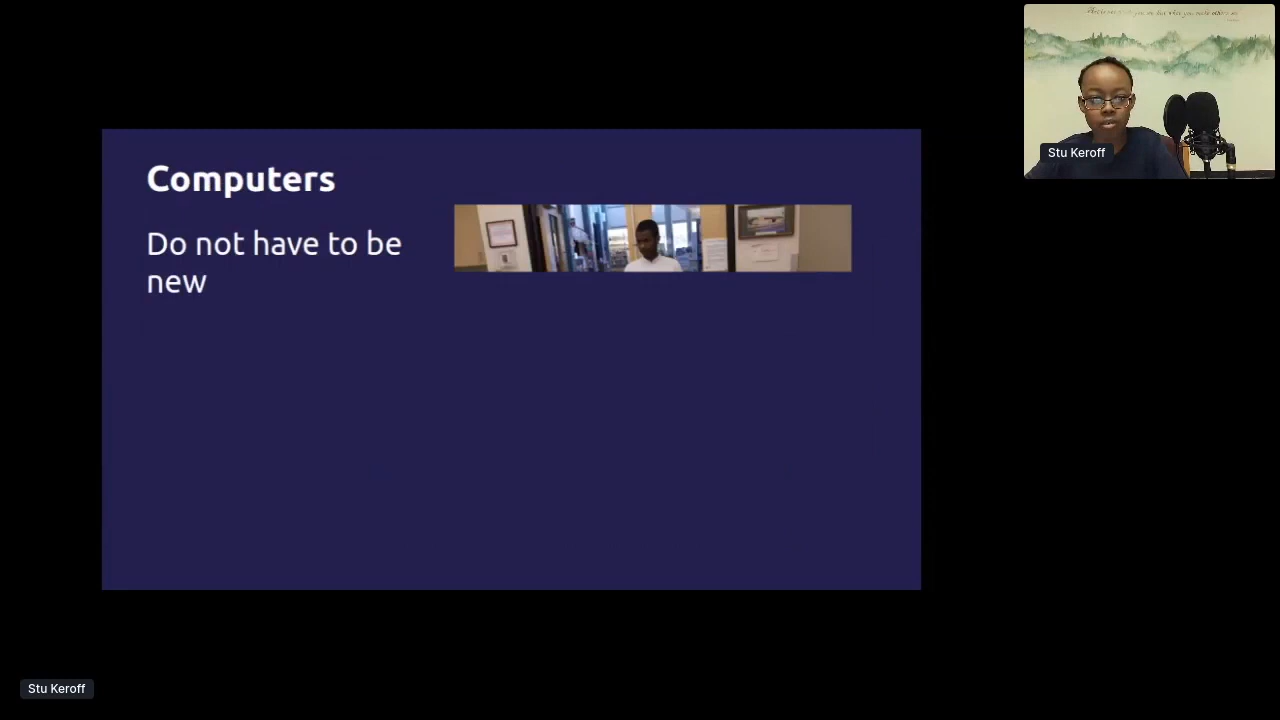 Computers
Do not have to be
new
Stu Keroff
Stu Keroff